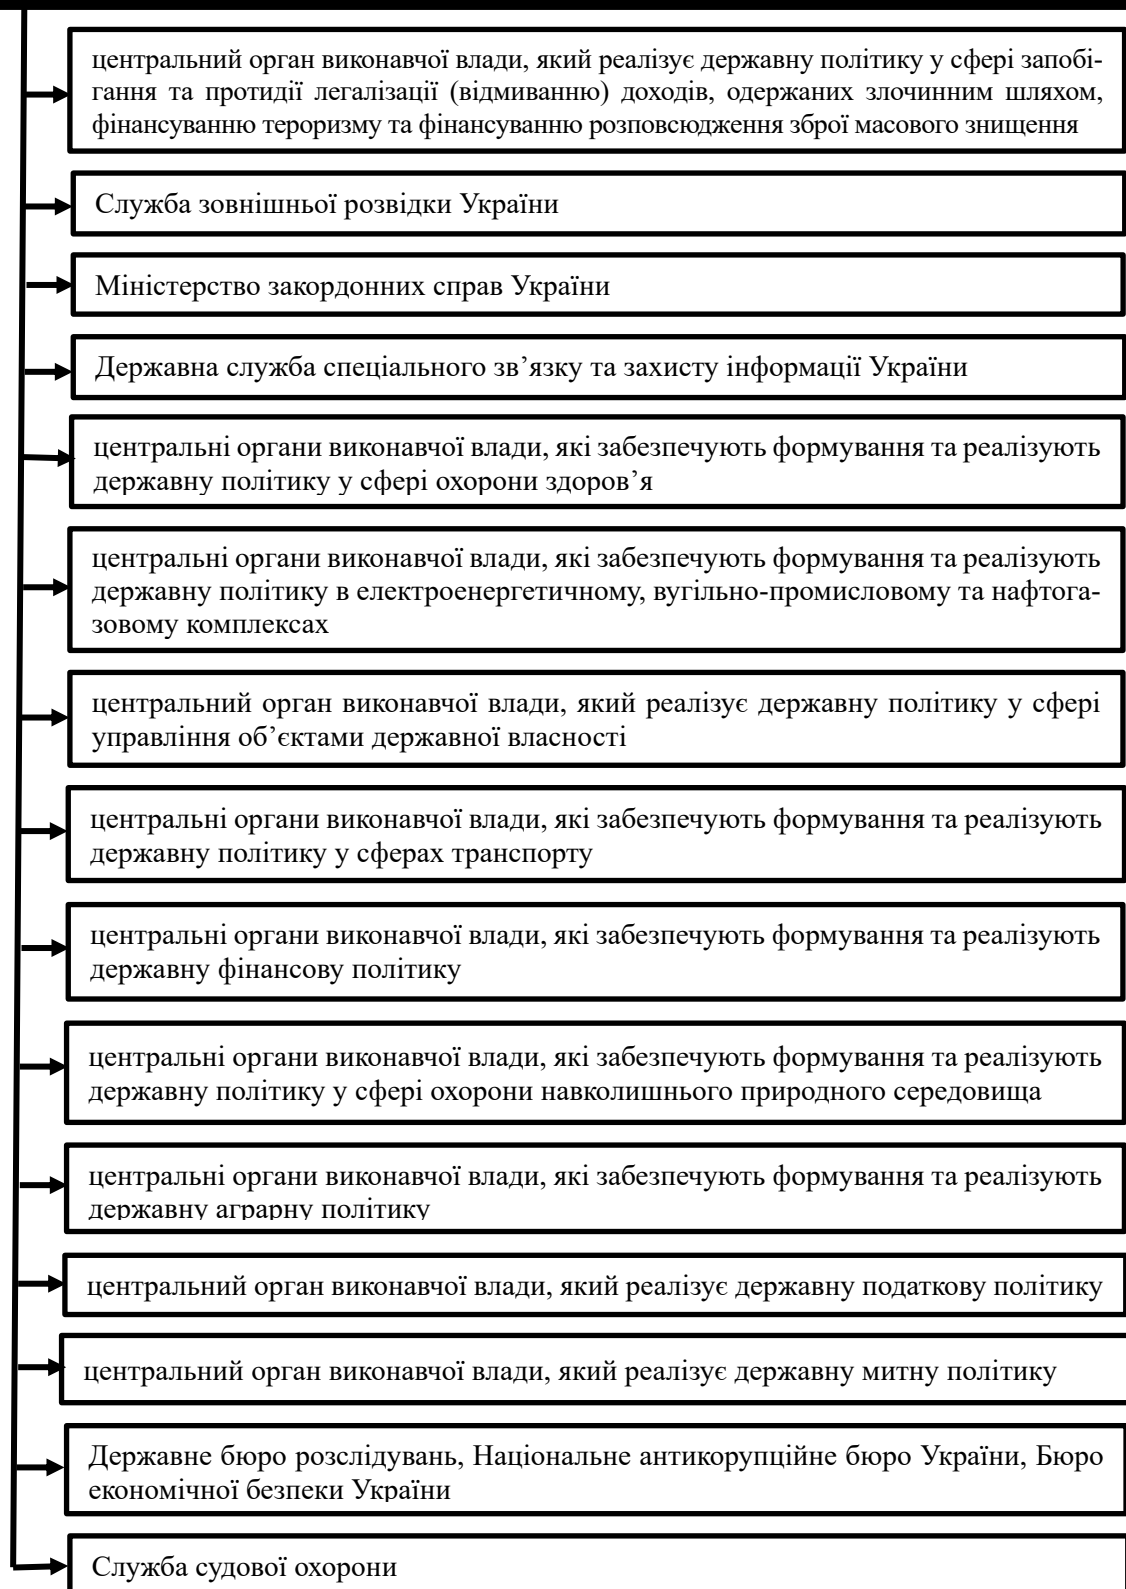 центральний орган виконавчої влади, який реалізує державну політику у сфері запобі-
гання та протидії легалізації (відмиванню) доходів, одержаних злочинним шляхом,
фінансуванню тероризму та фінансуванню розповсюдження зброї масового знищення
Служба зовнішньої розвідки України
Міністерство закордонних справ України
Державна служба спеціального зв’язку та захисту інформації України
центральні органи виконавчої влади, які забезпечують формування та реалізують
державну політику у сфері охорони здоров’я
центральні органи виконавчої влади, які забезпечують формування та реалізують
державну політику в електроенергетичному, вугільно-промисловому та нафтога-
зовому комплексах
центральний орган виконавчої влади, який реалізує державну політику у сфері
управління об’єктами державної власності
центральні органи виконавчої влади, які забезпечують формування та реалізують
державну політику у сферах транспорту
центральні органи виконавчої влади, які забезпечують формування та реалізують
державну фінансову політику
центральні органи виконавчої влади, які забезпечують формування та реалізують
державну політику у сфері охорони навколишнього природного середовища
центральні органи виконавчої влади, які забезпечують формування та реалізують
державну аграрну політику
центральний орган виконавчої влади, який реалізує державну податкову політику
центральний орган виконавчої влади, який реалізує державну митну політику
Державне бюро розслідувань, Національне антикорупційне бюро України, Бюро
економічної безпеки України
Служба судової охорони